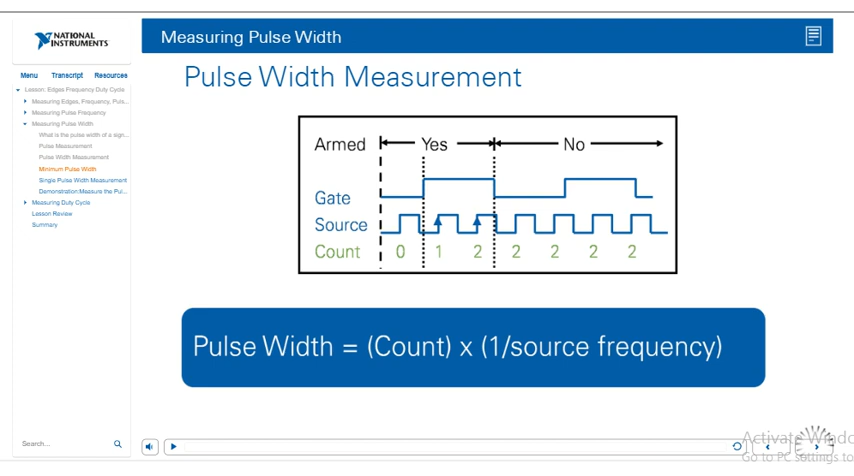 NATIONAL
INSTRUMENTS
Measuring Pulse Width
Menu Transcript Resources
Lesson: Edges Frequency Duty Cycle
Measuring Edges, Frequency, Puls...
Measuring Pulse Frequency
Measuring Pulse Width
What is the pulse width of a sign...
Pulse Measurement
Pulse Width Measurement
Minimum Pulse Width
Single Pulse Width Measurement
Demonstration:Measure the Pul...
Measuring Duty Cycle
Lesson Review
Summary
Search...
Pulse Width Measurement
Armed Yes No
Gate
Source
Count 0 1 2 2 2 2 2
Pulse Width = (Count) x (1/source frequency)
Activate Windo
Go to PC settings to